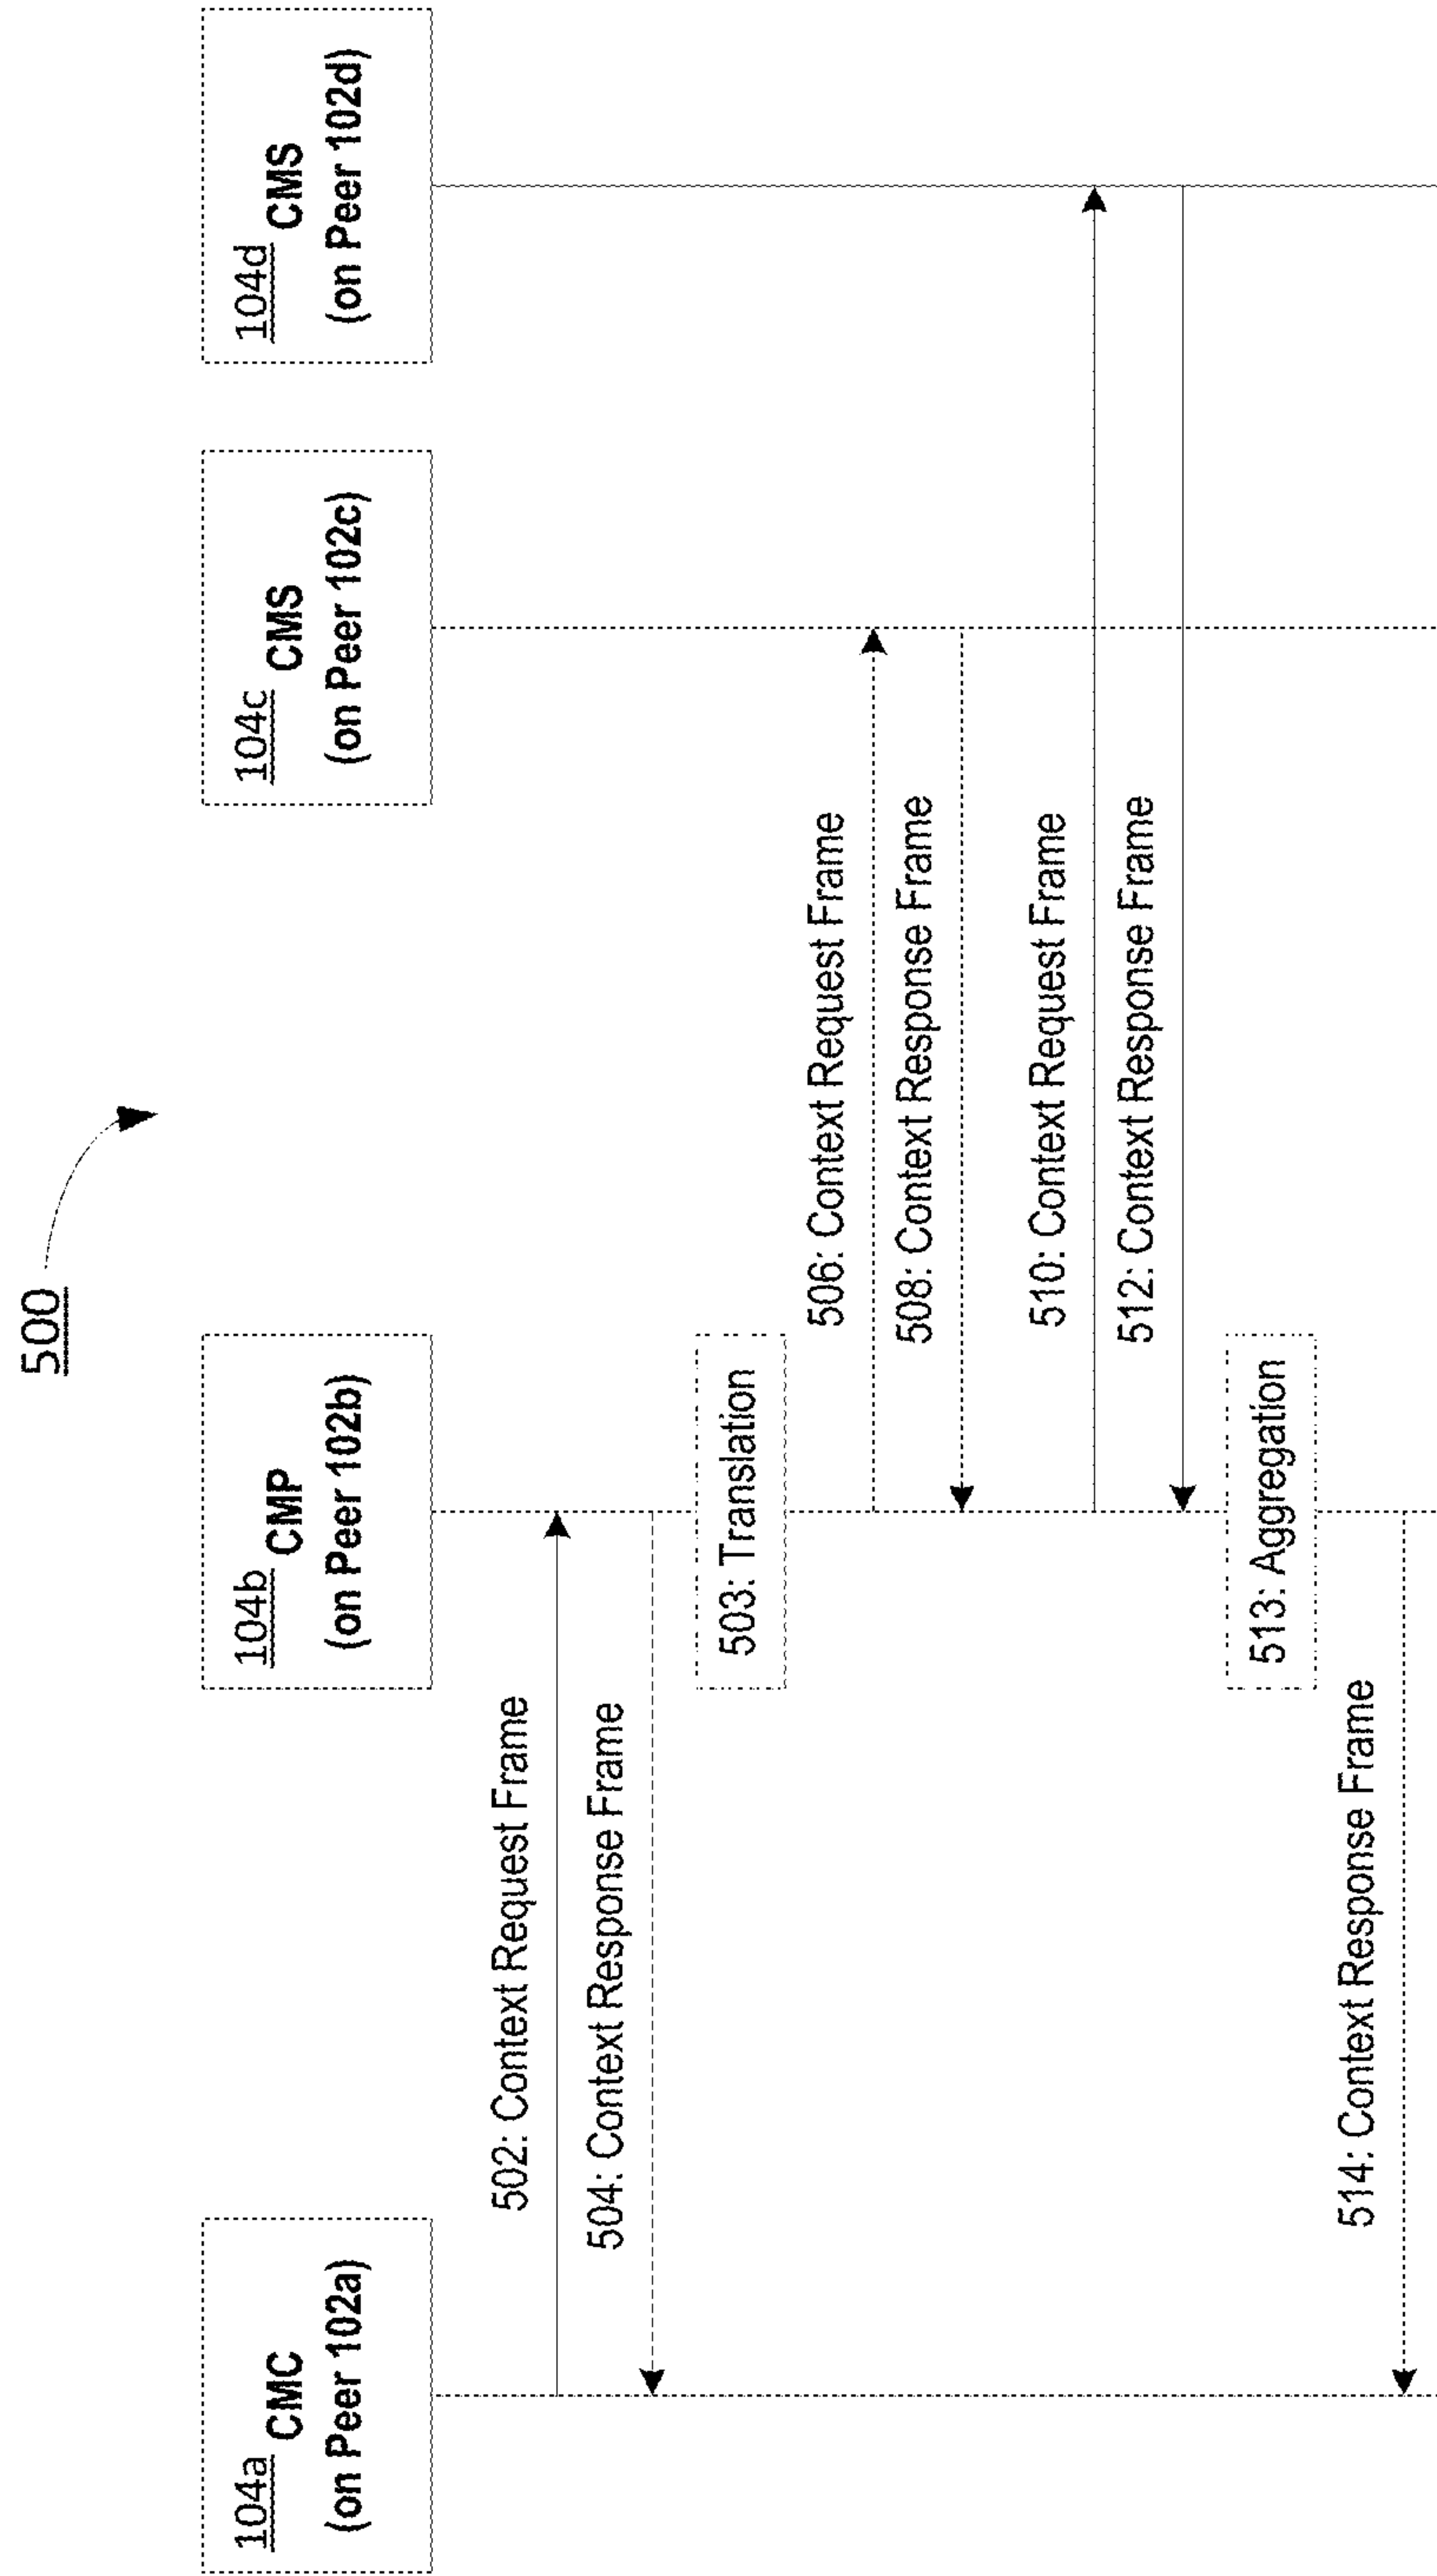 500
104a CMC
(on Peer 102a)
104b CMP
(on Peer 102b)
104c CMS
(on Peer 102c)
104d CMS
(on Peer 102d)
502: Context Request Frame
504: Context Response Frame
503: Translation
506: Context Request Frame
508: Context Response Frame
510: Context Request Frame
512: Context Response Frame
513: Aggregation
514: Context Response Frame